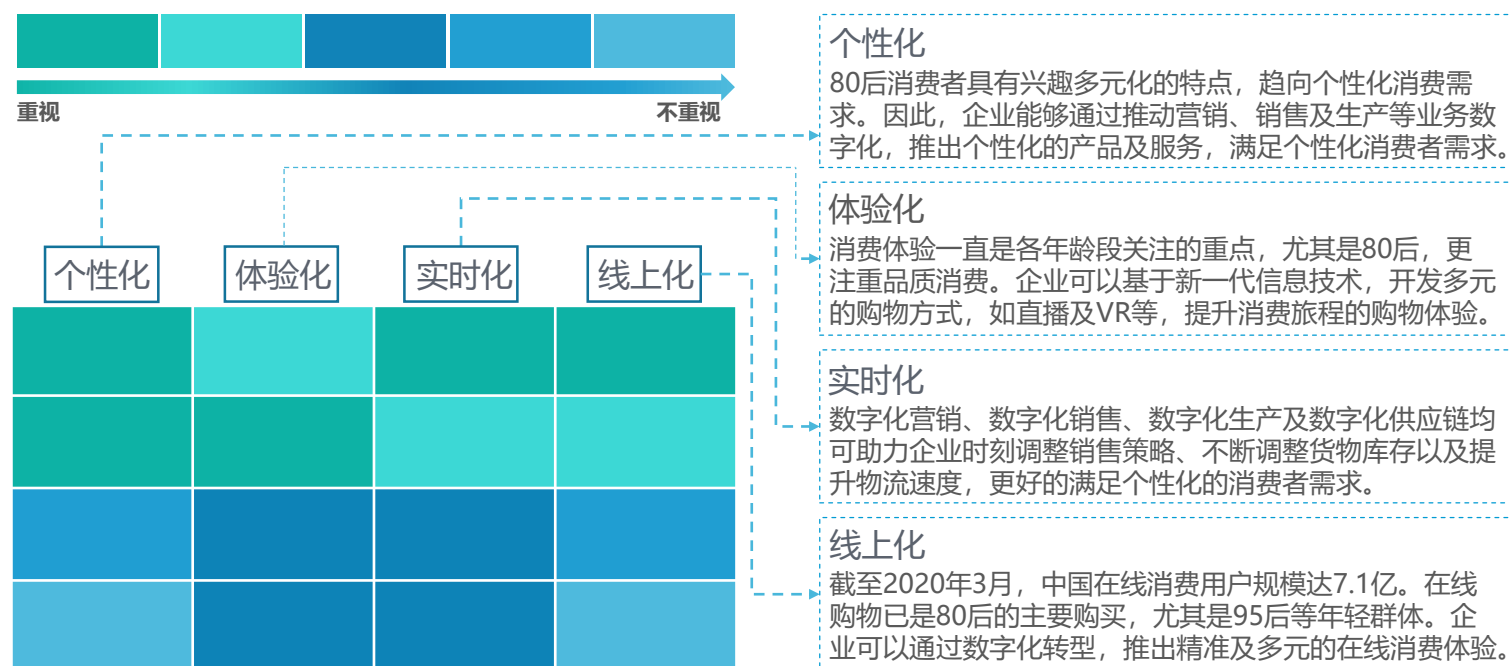 重视
不重视
个性化
体验化
实时化
线上化
个性化
80后消费者具有兴趣多元化的特点，趋向个性化消费需
求。因此，企业能够通过推动营销、销售及生产等业务数
字化，推出个性化的产品及服务，满足个性化消费者需求。
体验化
消费体验一直是各年龄段关注的重点，尤其是80后，更
注重品质消费。企业可以基于新一代信息技术，开发多元
的购物方式，如直播及VR等，提升消费旅程的购物体验。
实时化
数字化营销、数字化销售、数字化生产及数字化供应链均
可助力企业时刻调整销售策略、不断调整货物库存以及提
升物流速度，更好的满足个性化的消费者需求。
线上化
截至2020年3月，中国在线消费用户规模达7.1亿。在线
购物已是80后的主要购买，尤其是95后等年轻群体。企
业可以通过数字化转型，推出精准及多元的在线消费体验。